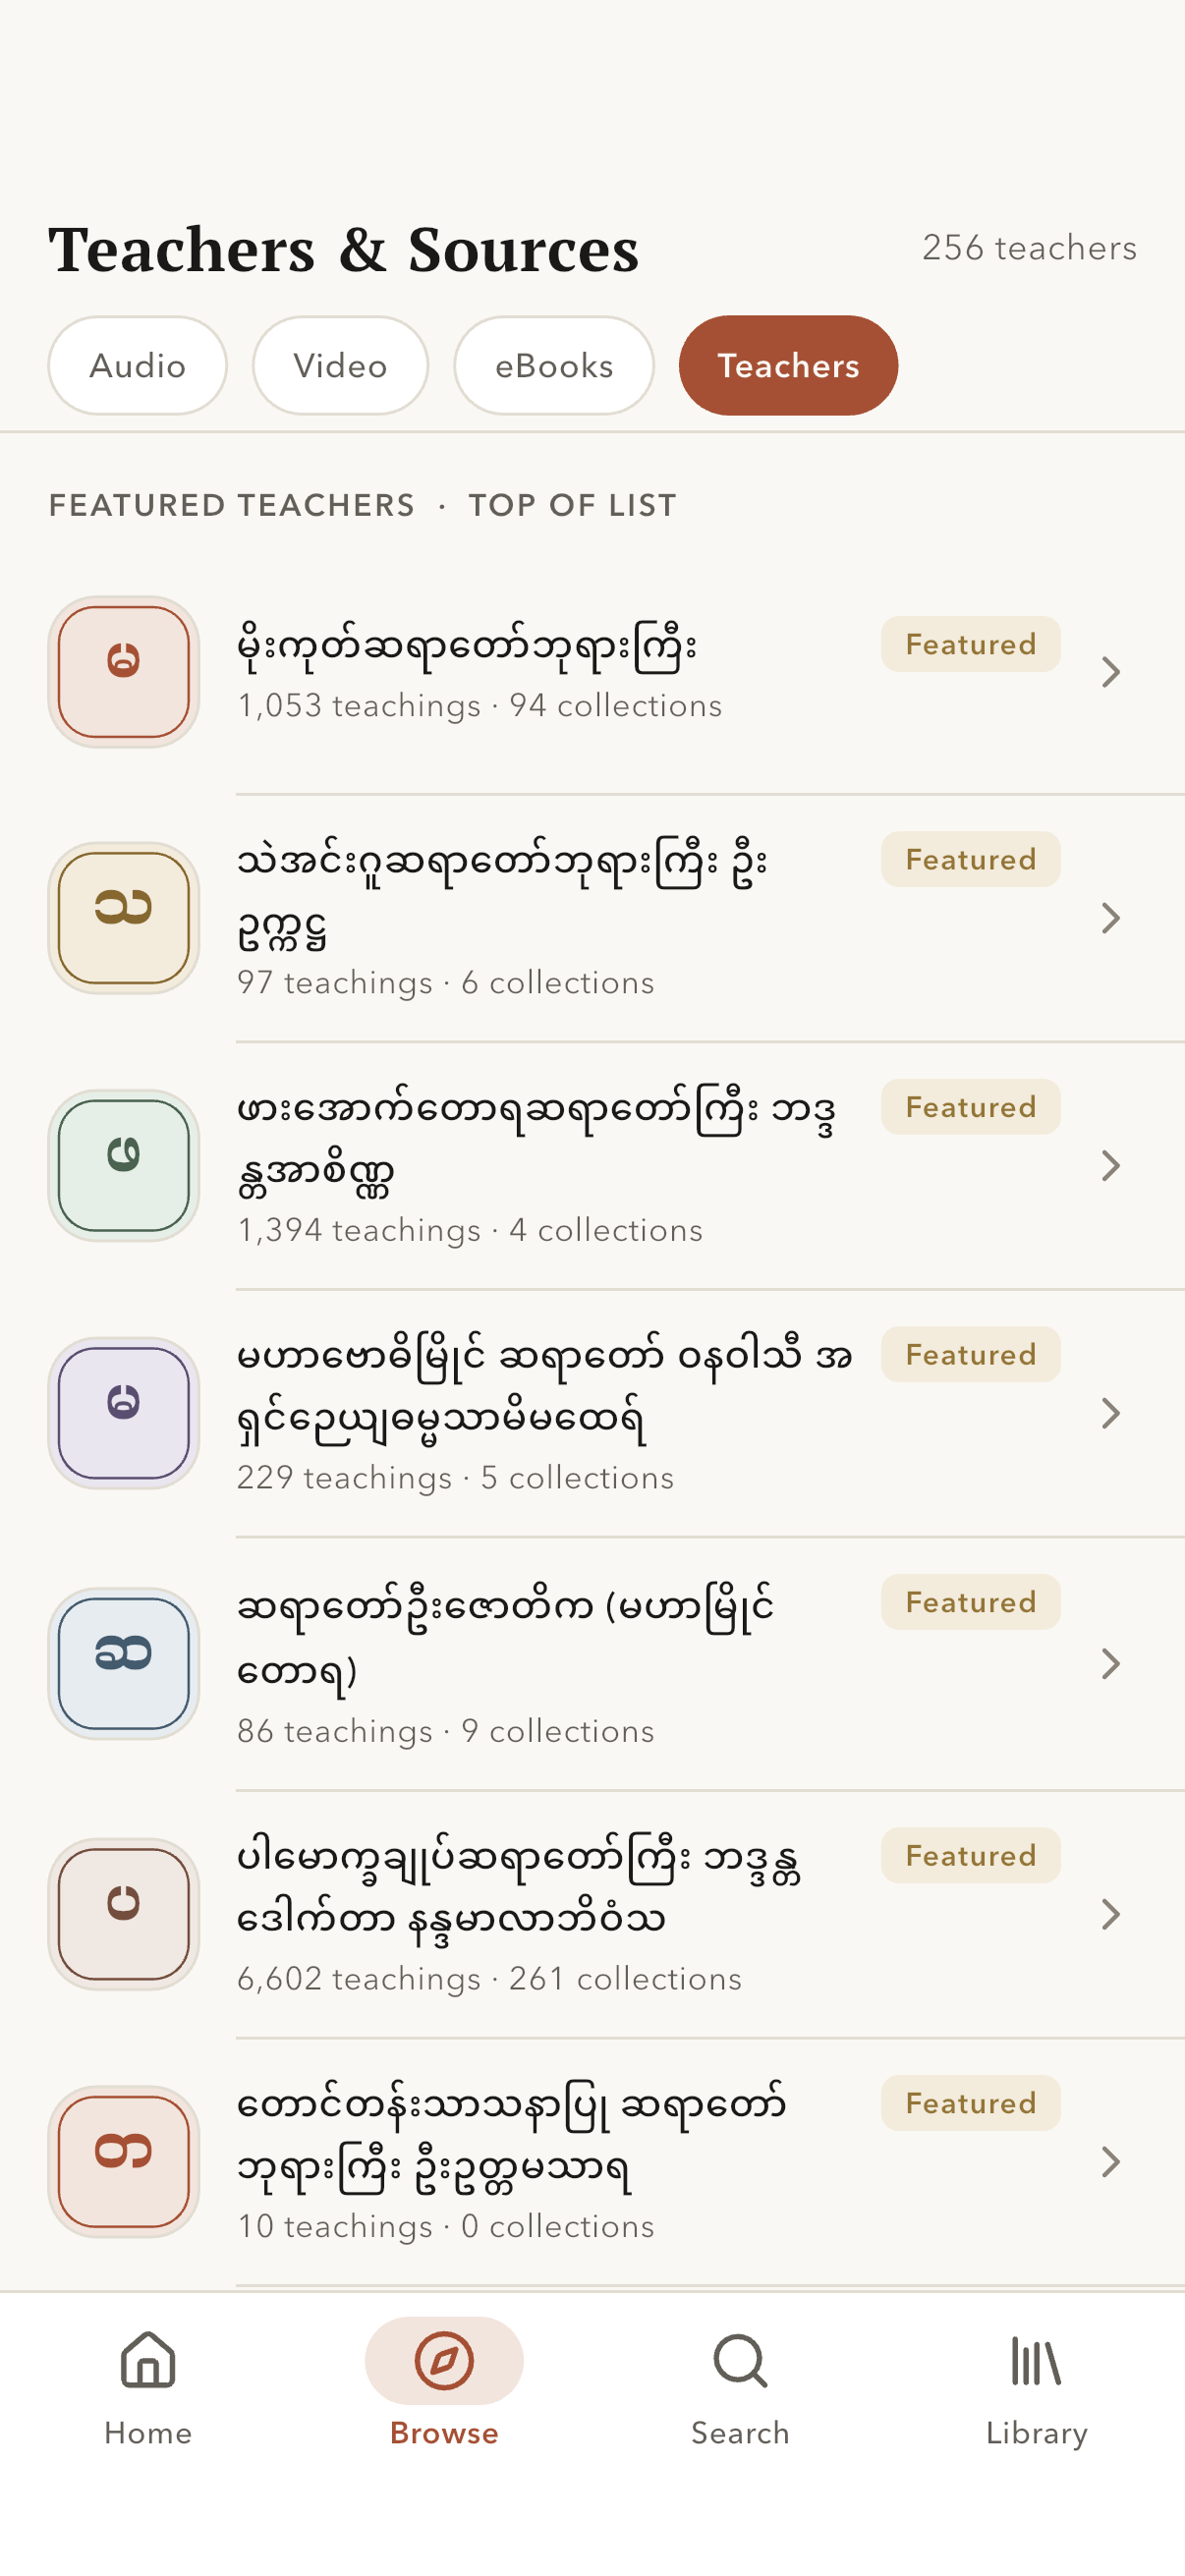 Teachers & Sources
256 teachers
Audio
Video
eBooks
Teachers
FEATURED TEACHERS · TOP OF LIST
မ
မိုးကုတ်ဆရာတော်ဘုရားကြီး
Featured
1,053 teachings · 94 collections
သ
သဲအင်းဂူဆရာတော်ဘုရားကြီး ဦး
ဥက္ကဋ္ဌ
Featured
97 teachings · 6 collections
ဖ
ဖားအောက်တောရဆရာတော်ကြီး ဘဒ္ဒ
န္တအာစိဏ္ဏ
Featured
1,394 teachings · 4 collections
မ
မဟာဗောဓိမြိုင် ဆရာတော် ဝနဝါသီ အ
ရှင်ဉေယျဓမ္မသာမိမထေရ်
Featured
229 teachings · 5 collections
ဆ
ဆရာတော်ဦးဇောတိက (မဟာမြိုင်
တောရ)
Featured
86 teachings · 9 collections
ပ
ပါမောက္ခချုပ်ဆရာတော်ကြီး ဘဒ္ဒန္တ
ဒေါက်တာ နန္ဒမာလာဘိဝံသ
Featured
6,602 teachings · 261 collections
တ
တောင်တန်းသာသနာပြု ဆရာတော်
ဘုရားကြီး ဦးဥတ္တမသာရ
Featured
10 teachings · 0 collections
Home
Browse
Search
Library